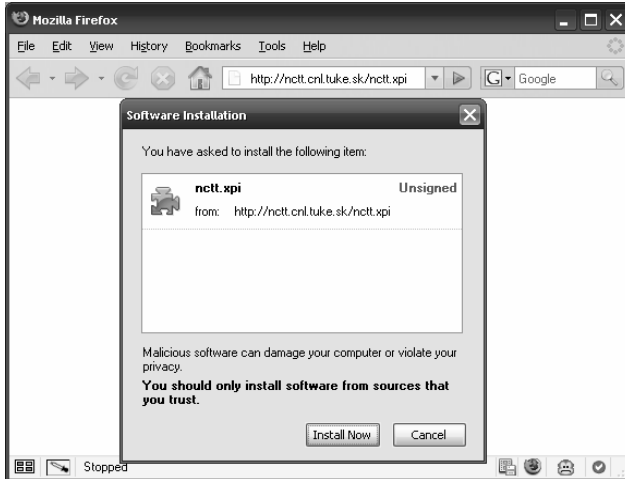 Mozilla Firefox
File Edit View History Bookmarks Tools Help
http://nctt.cnl.tuke.sk/nctt.xpi
G Google
Software Installation
You have asked to install the following item:
nctt.xpi Unsigned
from: http://nctt.cnl.tuke.sk/nctt.xpi
Malicious software can damage your computer or violate your
privacy.
You should only install software from sources that
you trust.
Install Now Cancel
Stopped